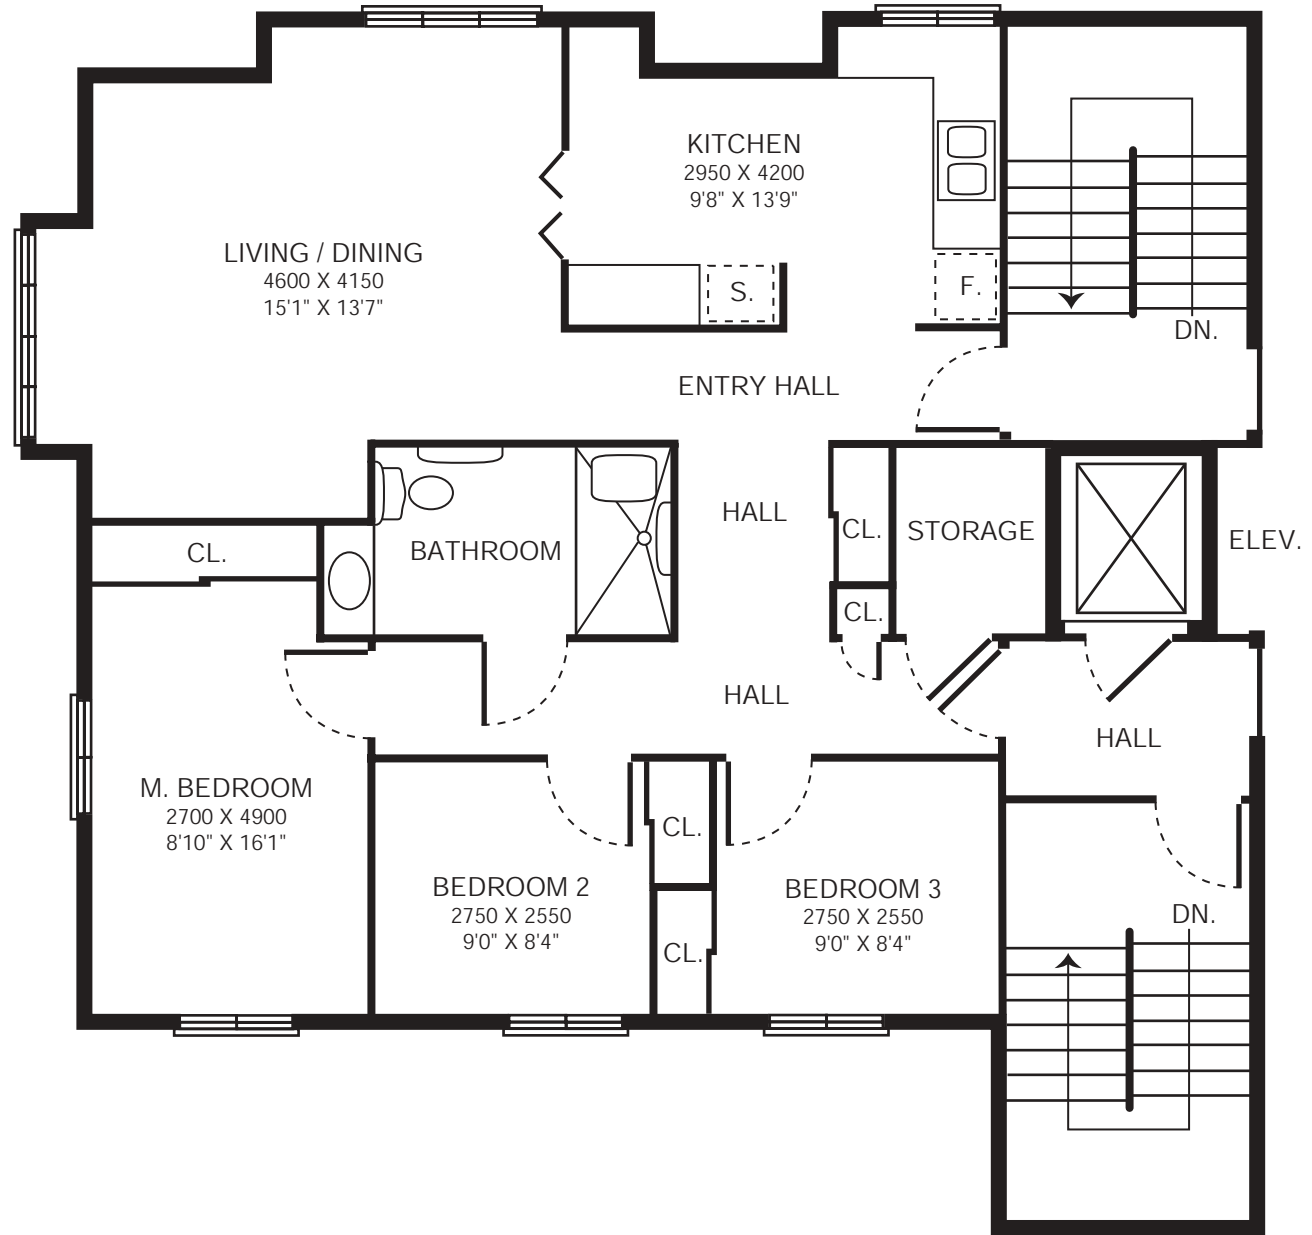 KITCHEN
2950 X 4200
9'8" X 13'9"
LIVING / DINING
4600 X 4150
15'1" X 13'7"
S.
F.
DN.
ENTRY HALL
HALL
CL.
STORAGE
ELEV.
BATHROOM
CL.
CL.
HALL
HALL
M. BEDROOM
2700 X 4900
8'10" X 16'1"
CL.
BEDROOM 2
2750 X 2550
9'0" X 8'4"
BEDROOM 3
2750 X 2550
9'0" X 8'4"
CL.
DN.